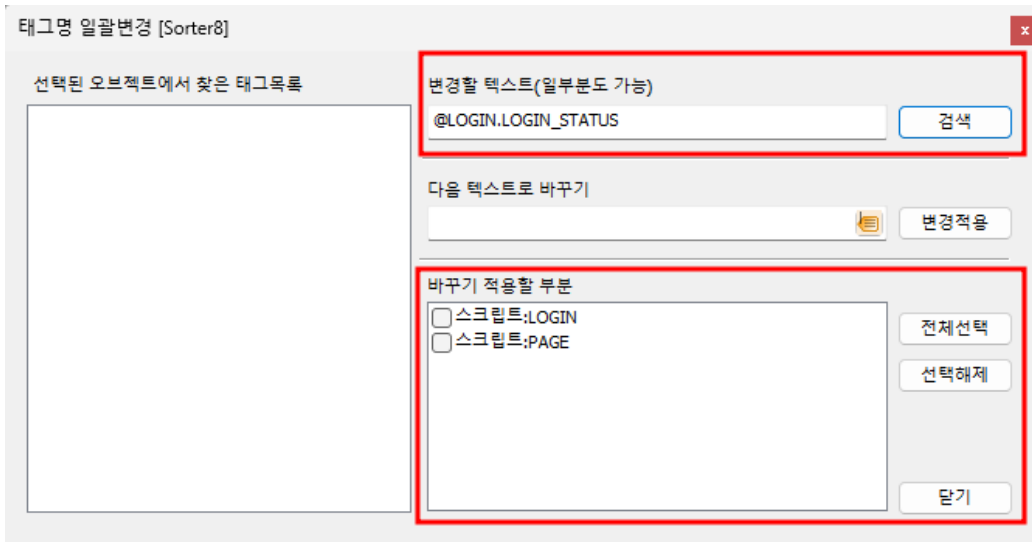 태그명 일괄변경 [Sorter8]
x
선택된 오브젝트에서 찾은 태그목록
변경할 텍스트(일부분도 가능)
@LOGIN.LOGIN_STATUS
검색
다음 텍스트로 바꾸기
변경적용
바꾸기 적용할 부분
스크립트:LOGIN
스크립트:PAGE
전체선택
선택해제
닫기